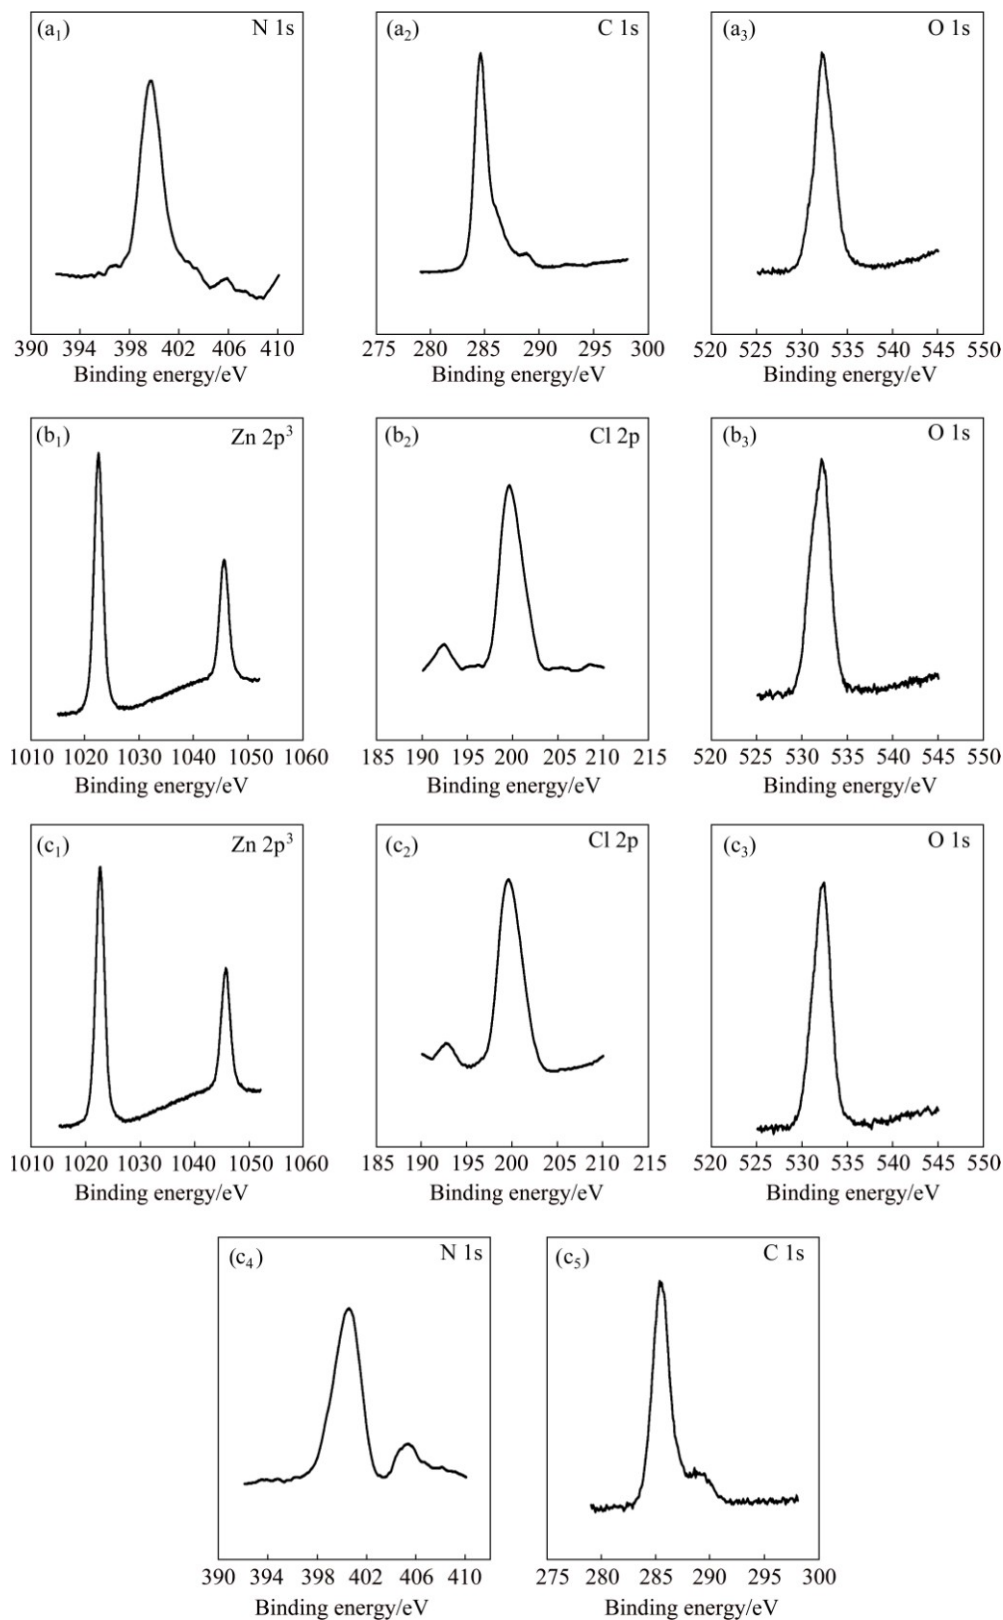 (a₁) N 1s
390 394 398 402 406 410
Binding energy/eV
(a₂) C 1s
275 280 285 290 295 300
Binding energy/eV
(a₃) O 1s
520 525 530 535 540 545 550
Binding energy/eV
(b₁) Zn 2p³
1010 1020 1030 1040 1050 1060
Binding energy/eV
(b₂) Cl 2p
185 190 195 200 205 210 215
Binding energy/eV
(b₃) O 1s
520 525 530 535 540 545 550
Binding energy/eV
(c₁) Zn 2p³
1010 1020 1030 1040 1050 1060
Binding energy/eV
(c₂) Cl 2p
185 190 195 200 205 210 215
Binding energy/eV
(c₃) O 1s
520 525 530 535 540 545 550
Binding energy/eV
(c₄) N 1s
390 394 398 402 406 410
Binding energy/eV
(c₅) C 1s
275 280 285 290 295 300
Binding energy/eV